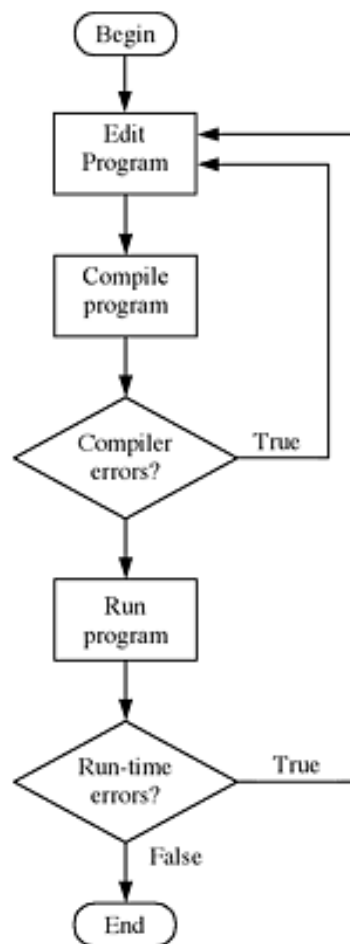 Begin
Edit
Program
Compile
program
Compiler
errors?
True
Run
program
Run-time
errors?
True
False
End